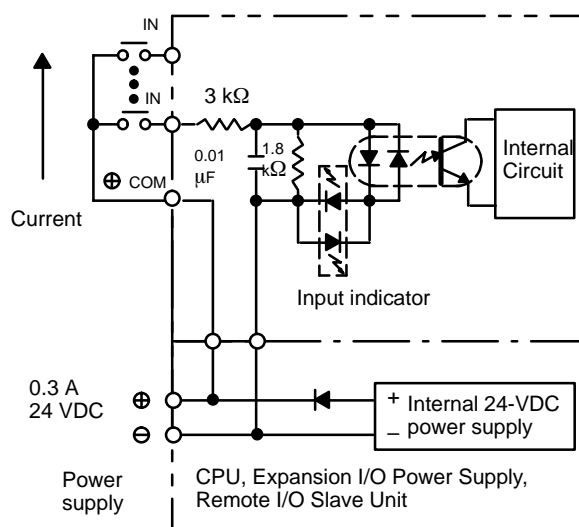 IN
IN
3 kΩ
0.01
μF
1.8
kΩ
Internal
Circuit
⊕ COM
Current
Input indicator
0.3 A
24 VDC
⊕
⊖
+ Internal 24-VDC
– power supply
Power
supply
CPU, Expansion I/O Power Supply,
Remote I/O Slave Unit